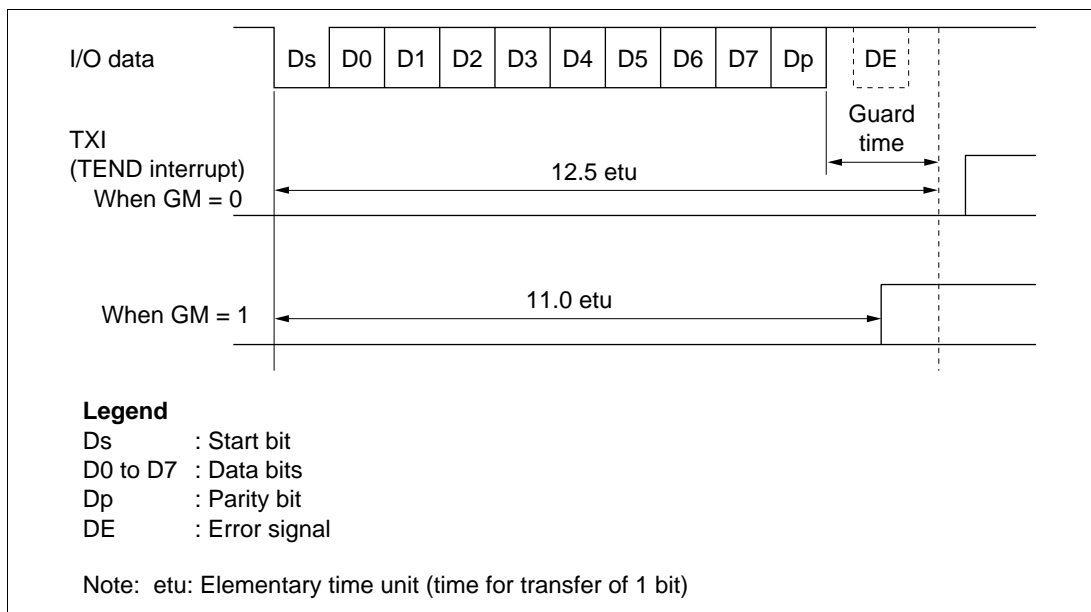 I/O data
Ds D0 D1 D2 D3 D4 D5 D6 D7 Dp DE
Guard
time
TXI
(TEND interrupt)
When GM = 0
12.5 etu
When GM = 1
11.0 etu
Legend
Ds : Start bit
D0 to D7 : Data bits
Dp : Parity bit
DE : Error signal
Note: etu: Elementary time unit (time for transfer of 1 bit)